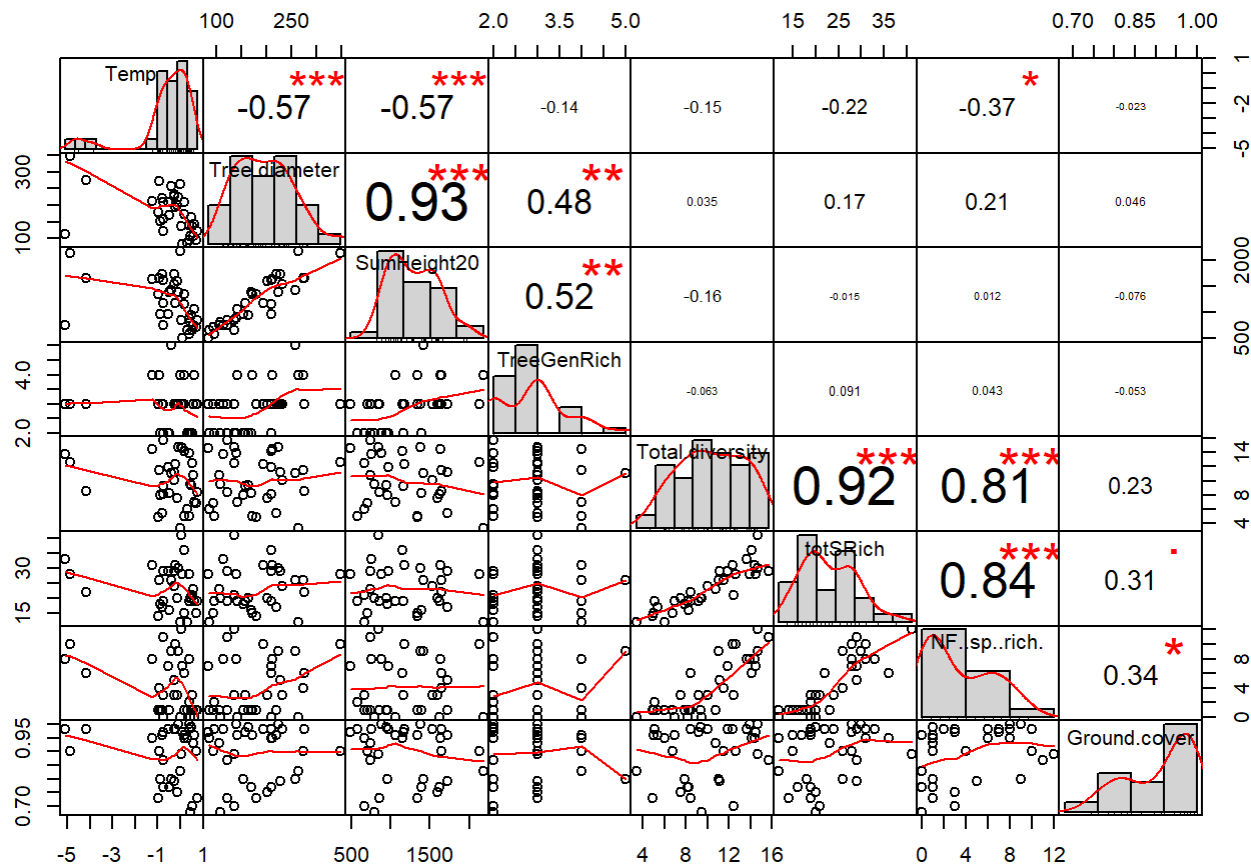 100 250 2.0 3.5 5.0 15 25 35 0.70 0.85 1.00
Temp -0.57 *** -0.57 *** -0.14 -0.15 -0.22 -0.37 * -0.023 -5 -2 1
100 300 Tree.diameter 0.93 *** 0.48 ** 0.035 0.17 0.21 0.046
SumHeight20 0.52 ** -0.16 -0.015 0.012 -0.076 500 2000
2.0 4.0 TreeGenRich -0.063 0.091 0.043 -0.053
Total.diversity 0.92 *** 0.81 *** 0.23 4 8 14
15 30 totSRich 0.84 *** 0.31 .
NF..sp..rich. 0.34 * 0 4 8
0.70 0.95 Ground.cover
-5 -3 -1 1 500 1500 4 8 12 16 0 4 8 12